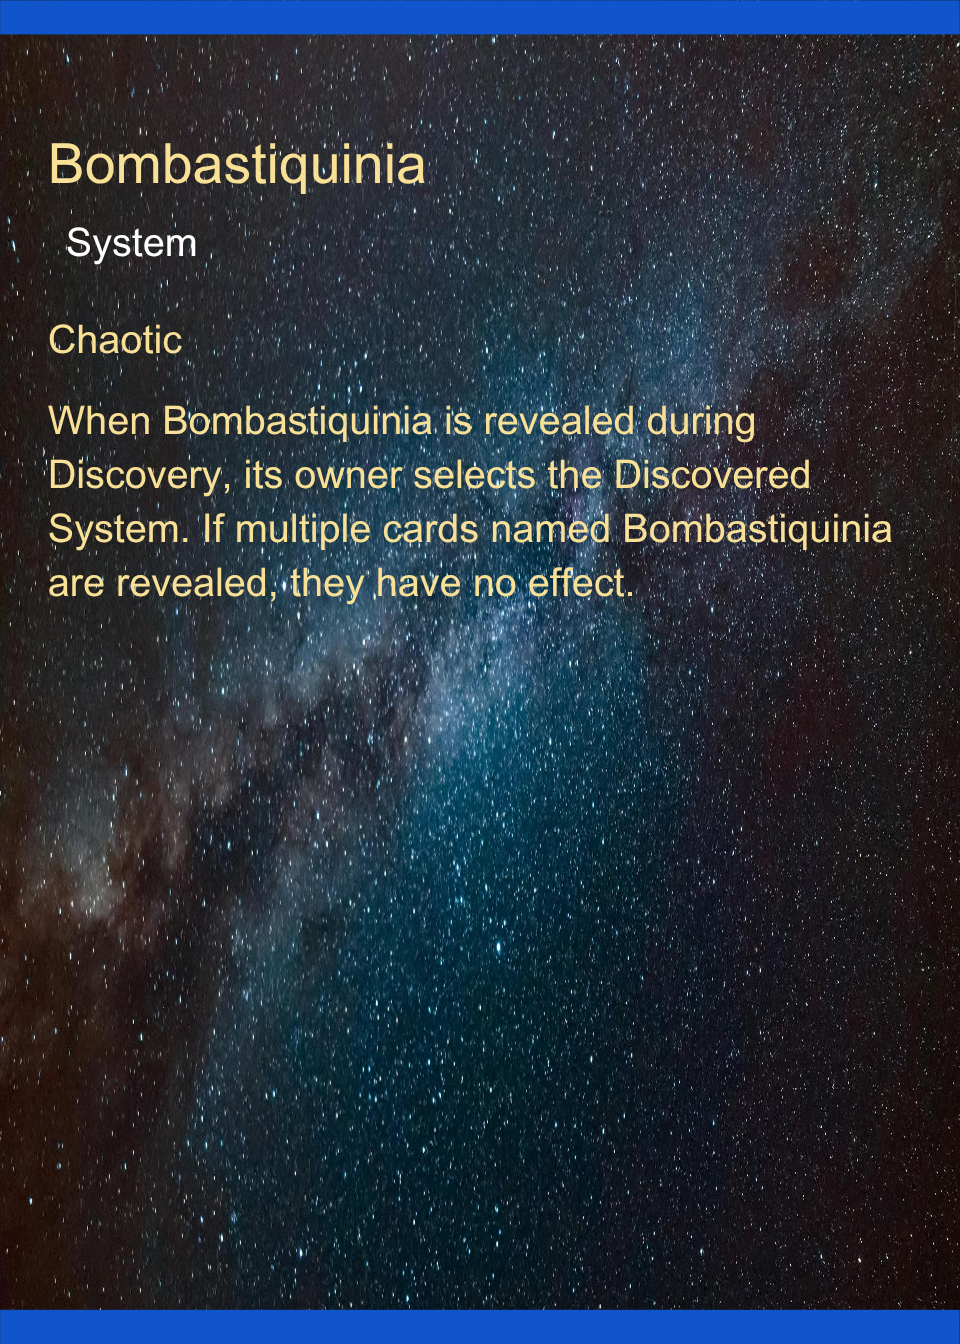 Bombastiquinia
System
Chaotic
When Bombastiquinia is revealed during
Discovery, its owner selects the Discovered
System. If multiple cards named Bombastiquinia
are revealed, they have no effect.